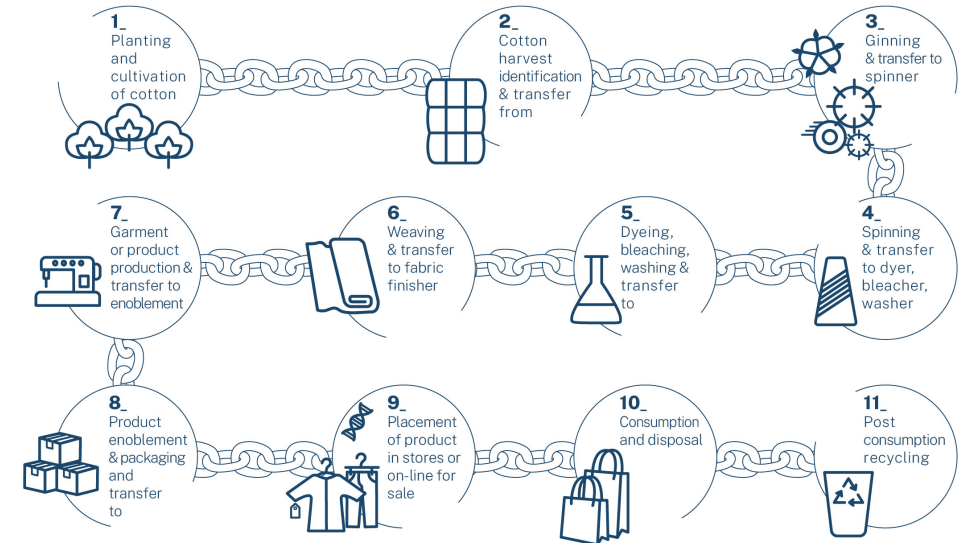 1_
Planting
and
cultivation
of cotton
2_
Cotton
harvest
identification
& transfer
from
3_
Ginning
& transfer to
spinner
7_
Garment
or product
production &
transfer to
enoblement
6_
Weaving
& transfer
to fabric
finisher
5_
Dyeing,
bleaching,
washing &
transfer
to
4_
Spinning
& transfer
to dyer,
bleacher,
washer
8_
Product
enoblement
& packaging
and
transfer
to
9_
Placement
of product
in stores or
on-line for
sale
10_
Consumption
and disposal
11_
Post
consumption
recycling